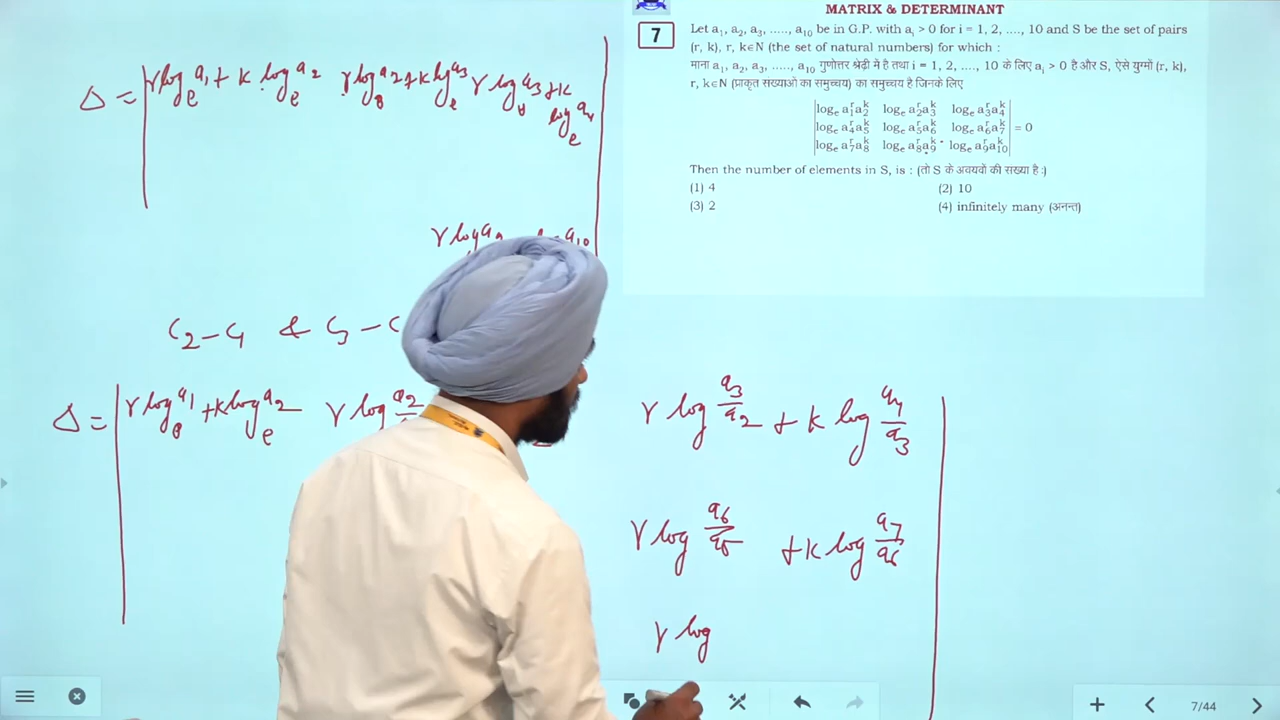 MATRIX & DETERMINANT
7
Let a₁, a₂, a₃, ....., a₁₀ be in G.P. with aᵢ > 0 for i = 1, 2, ...., 10 and S be the set of pairs
(r, k), r, k∈N (the set of natural numbers) for which :
माना a₁, a₂, a₃, ....., a₁₀ गुणोत्तर श्रेढ़ी में है तथा i = 1, 2, ...., 10 के लिए aᵢ > 0 है और S, ऐसे युग्मों (r, k),
r, k∈N (प्राकृत संख्याओं का समुच्चय) का समुच्चय है जिनके लिए
|logₑ a₁ʳa₂ᵏ logₑ a₂ʳa₃ᵏ logₑ a₃ʳa₄ᵏ|
|logₑ a₄ʳa₅ᵏ logₑ a₅ʳa₆ᵏ logₑ a₆ʳa₇ᵏ| = 0
|logₑ a₇ʳa₈ᵏ logₑ a₈ʳa₉ᵏ logₑ a₉ʳa₁₀ᵏ|
Then the number of elements in S, is : (तो S के अवयवों की संख्या है :)
(1) 4 (2) 10
(3) 2 (4) infinitely many (अनन्त)
Δ = | r logₑ a₁ + k logₑ a₂ r logₑ a₂ + k logₑ a₃ r logₑ a₃ + k
logₑ a₄ |
r log a₉ a₁₀
C₂ – C₁ & C₃ – C
Δ = | r logₑ a₁ + k logₑ a₂ r log a₂ r log a₃/a₂ + k log a₄/a₃ |
r log a₆/a₅ + k log a₇/a₆
r log
7/44